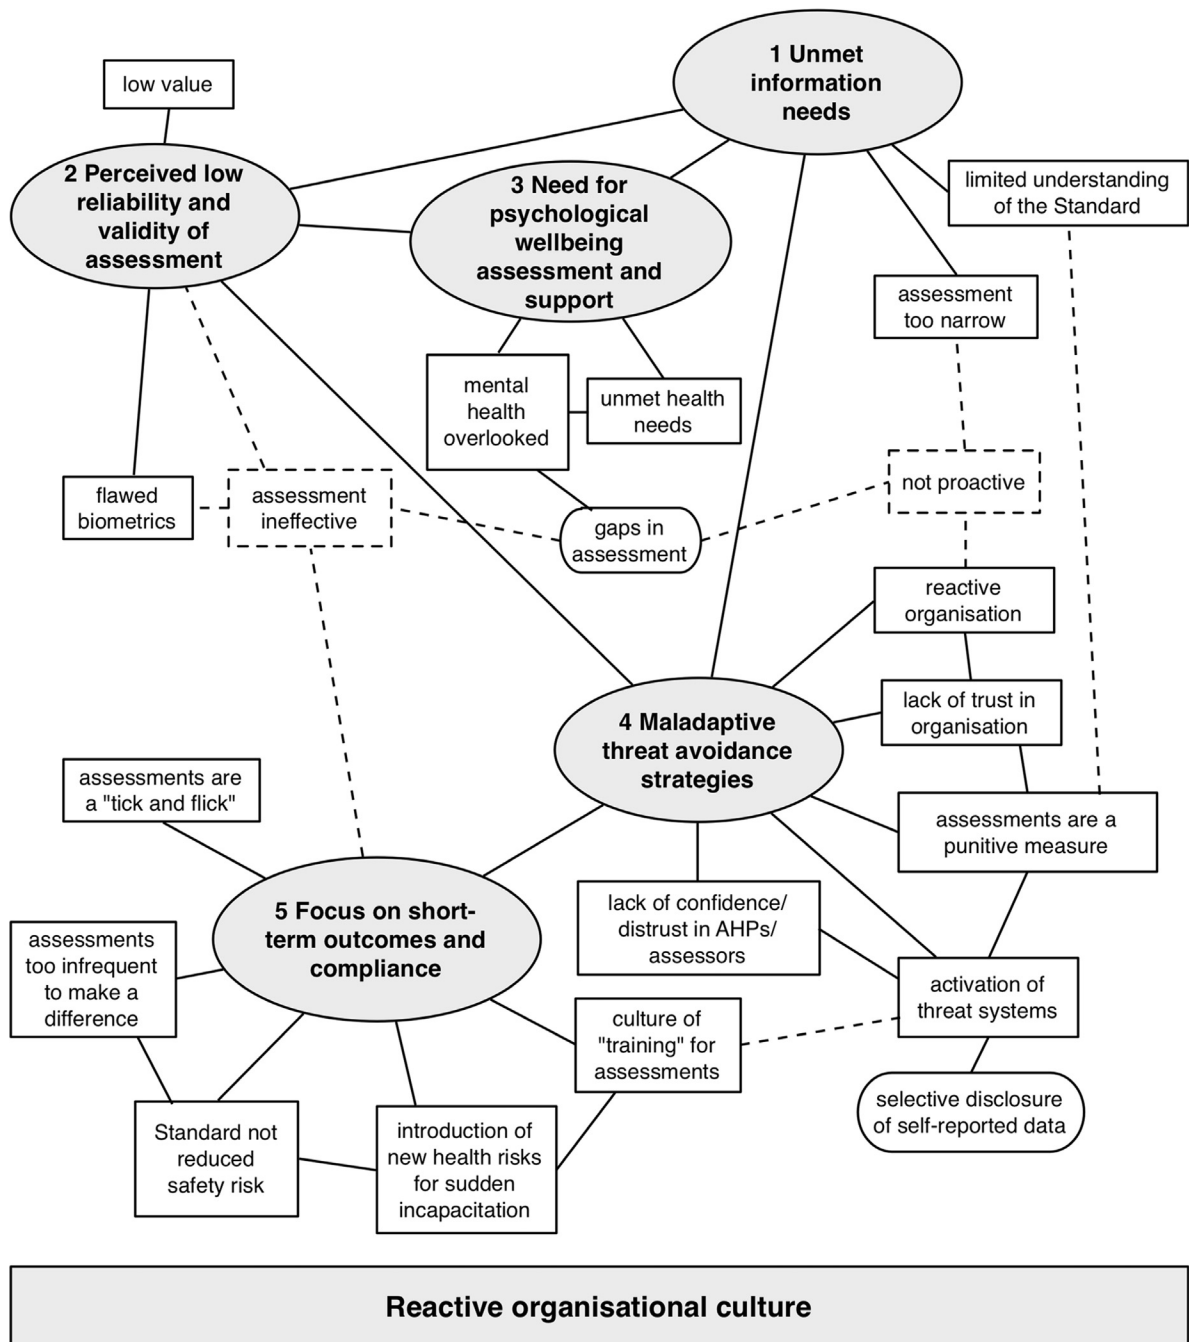 1 Unmet
information
needs
low value
2 Perceived low
reliability and
validity of
assessment
3 Need for
psychological
wellbeing
assessment and
support
limited understanding
of the Standard
assessment
too narrow
mental
health
overlooked
unmet health
needs
flawed
biometrics
assessment
ineffective
gaps in
assessment
not proactive
reactive
organisation
lack of trust in
organisation
4 Maladaptive
threat avoidance
strategies
assessments are
a "tick and flick"
assessments are a
punitive measure
5 Focus on short-
term outcomes and
compliance
lack of confidence/
distrust in AHPs/
assessors
assessments
too infrequent
to make a
difference
activation of
threat systems
culture of
"training" for
assessments
selective disclosure
of self-reported data
Standard not
reduced
safety risk
introduction of
new health risks
for sudden
incapacitation
Reactive organisational culture